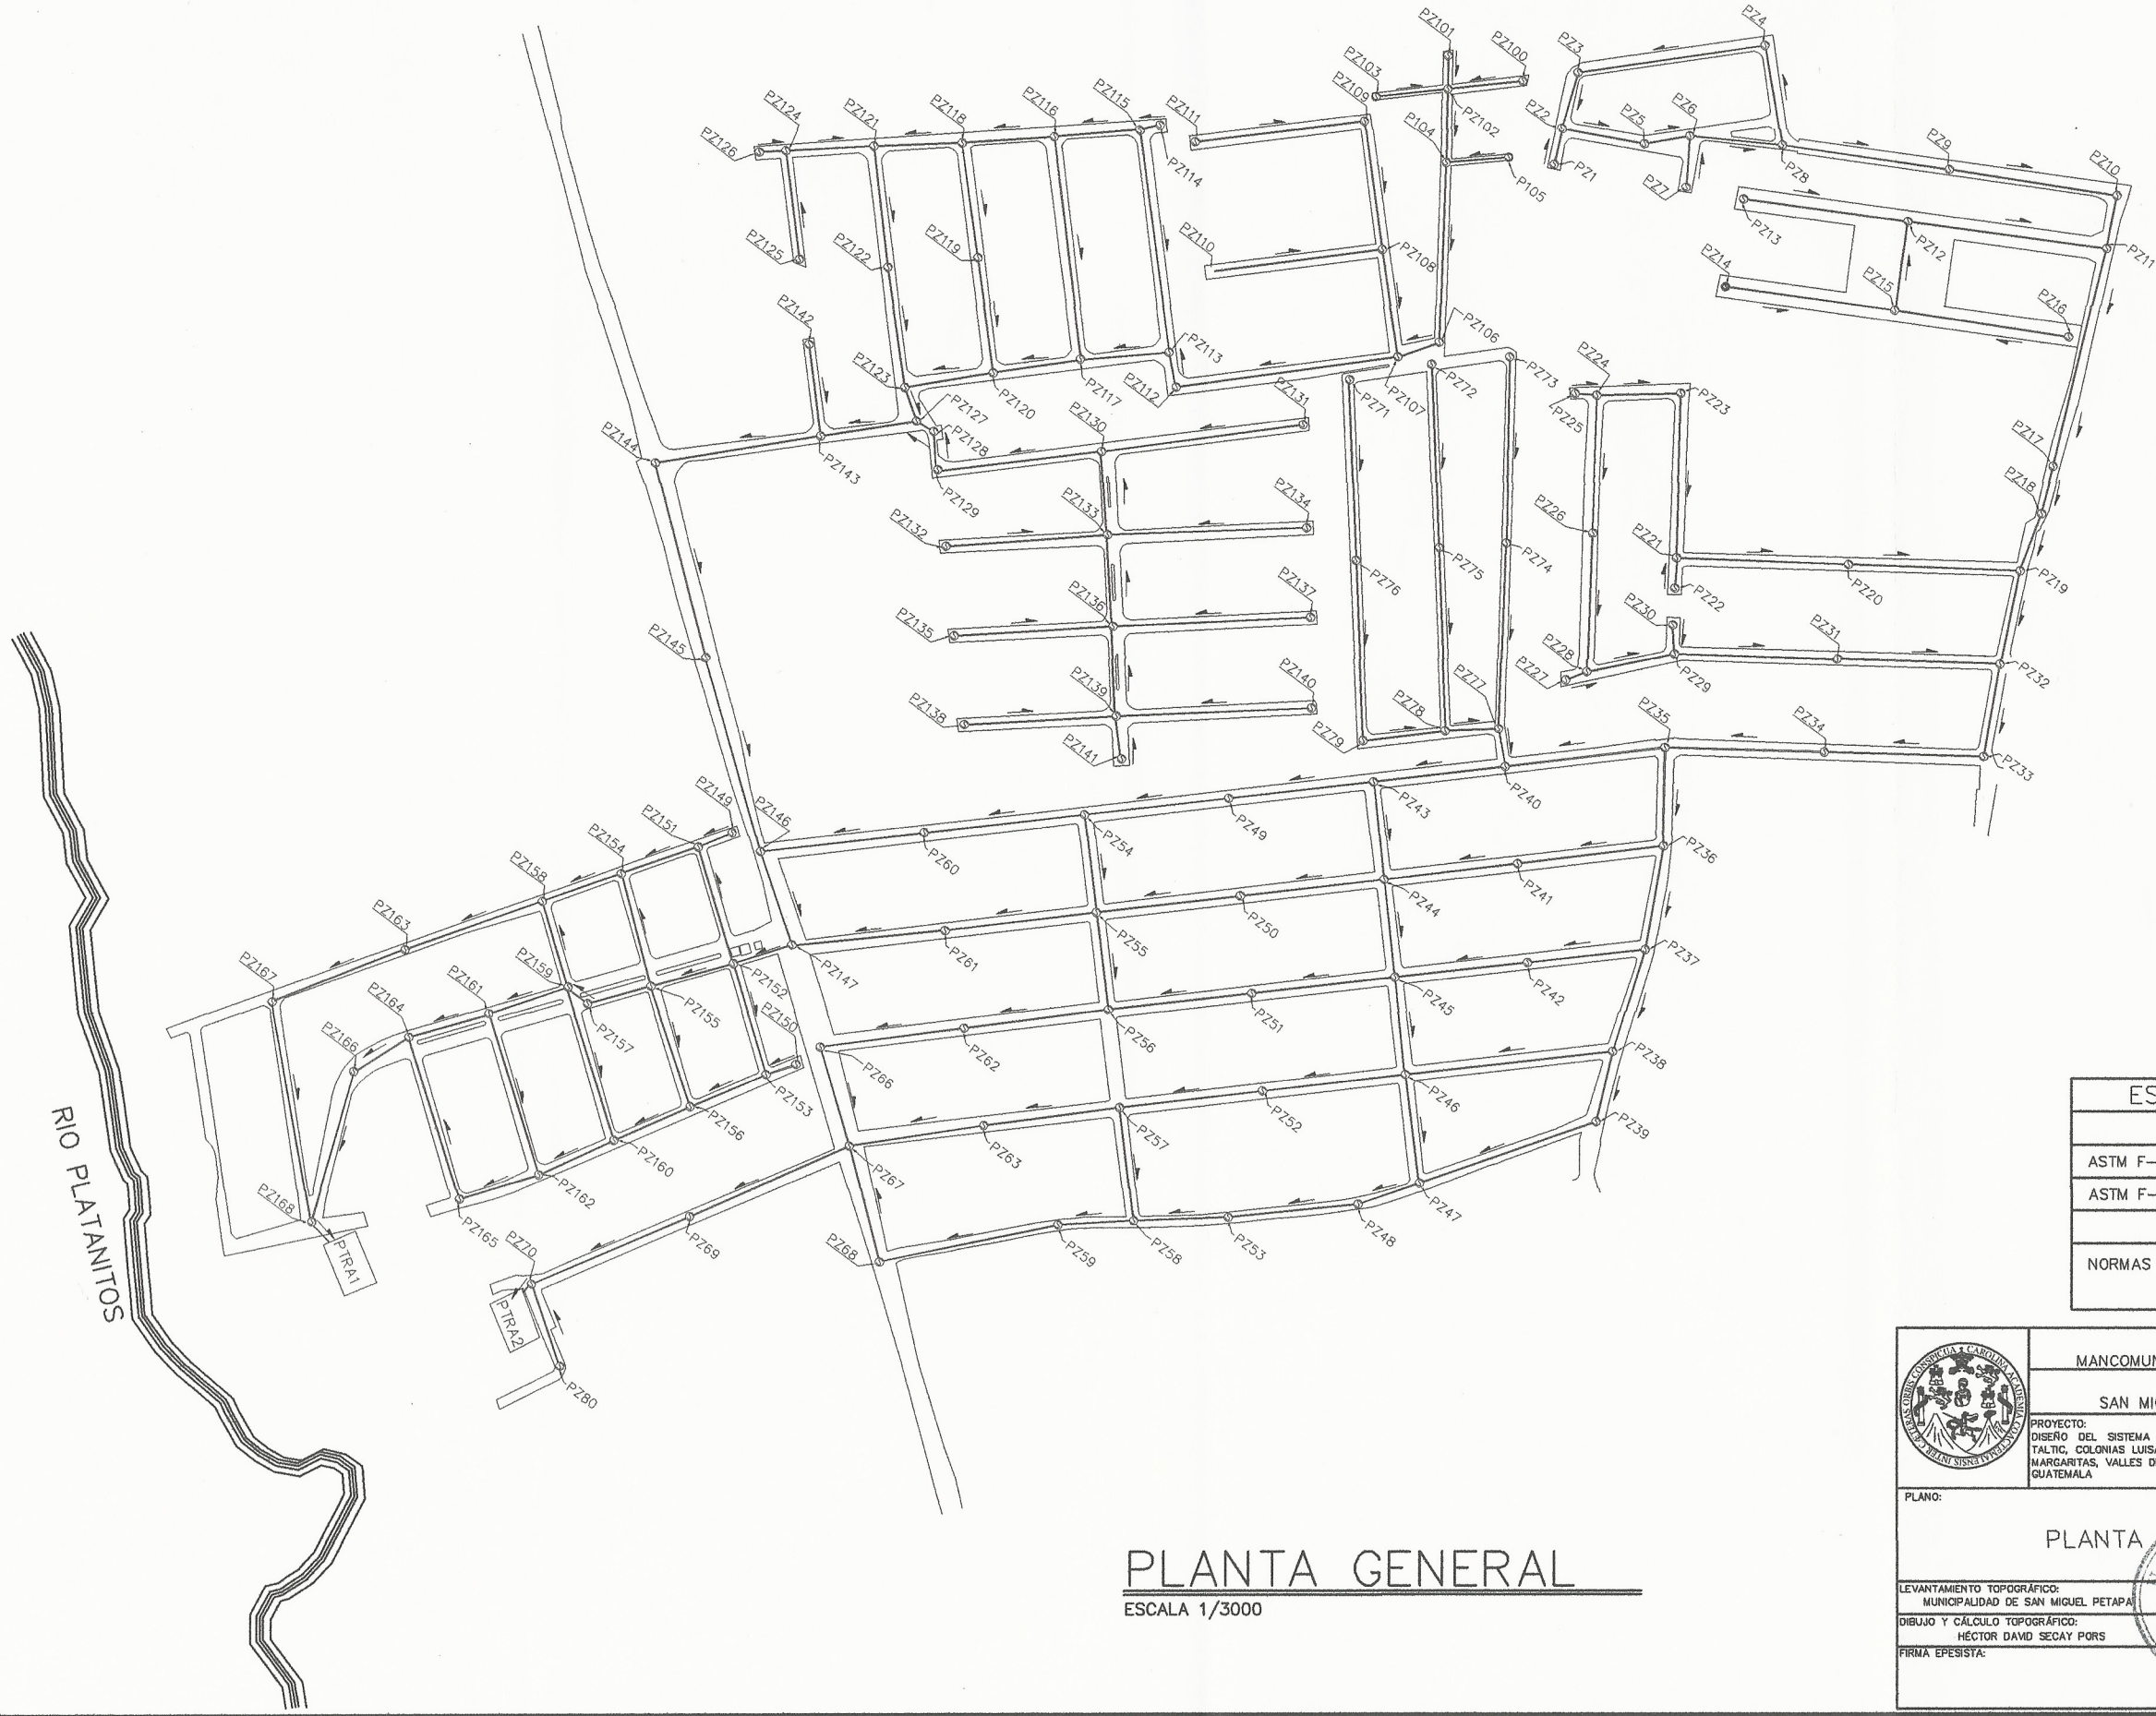 PZ101
PZ100
PZ103
PZ109
PZ102
P104
P105
PZ3
PZ4
PZ2
PZ5
PZ6
PZ1
PZ7
PZ8
PZ9
PZ10
PZ124
PZ126
PZ121
PZ118
PZ116
PZ115
PZ111
PZ114
PZ125
PZ122
PZ119
PZ110
PZ108
PZ13
PZ12
PZ11
PZ14
PZ15
PZ16
PZ142
PZ123
PZ127
PZ120
PZ117
PZ113
PZ112
PZ106
PZ107
PZ131
PZ130
PZ128
PZ144
PZ143
PZ129
PZ71
PZ72
PZ73
PZ24
PZ25
PZ23
PZ17
PZ18
PZ132
PZ133
PZ134
PZ76
PZ75
PZ74
PZ26
PZ21
PZ22
PZ20
PZ19
PZ135
PZ136
PZ137
PZ145
PZ30
PZ31
PZ28
PZ27
PZ29
PZ32
PZ138
PZ139
PZ140
PZ141
PZ79
PZ78
PZ77
PZ35
PZ34
PZ33
PZ40
PZ43
PZ49
PZ54
PZ60
PZ146
PZ149
PZ151
PZ154
PZ158
PZ163
PZ167
PZ36
PZ41
PZ44
PZ50
PZ55
PZ61
PZ147
PZ152
PZ155
PZ157
PZ159
PZ161
PZ164
PZ166
PZ150
PZ37
PZ42
PZ45
PZ51
PZ56
PZ62
PZ66
PZ153
PZ156
PZ160
PZ162
PZ165
PZ168
PTRA1
PZ38
PZ39
PZ46
PZ52
PZ57
PZ63
PZ67
PZ47
PZ48
PZ53
PZ58
PZ59
PZ68
PZ69
PZ70
PTRA2
PZ80
RIO PLATANITOS
PLANTA GENERAL
ESCALA 1/3000
ASTM F-
ASTM F-
NORMAS
SAN
PROYECTO:
DISEÑO DEL SISTEMA
TALTIC, COLONIAS
MARGARITAS, VALLES
GUATEMALA
PLANO:
PLANTA
LEVANTAMIENTO TOPOGRÁFICO:
MUNICIPALIDAD DE SAN MIGUEL PETAPA
DIBUJO Y CÁLCULO TOPOGRÁFICO:
HÉCTOR DAVID SECAY PORS
FIRMA EPESISTA: